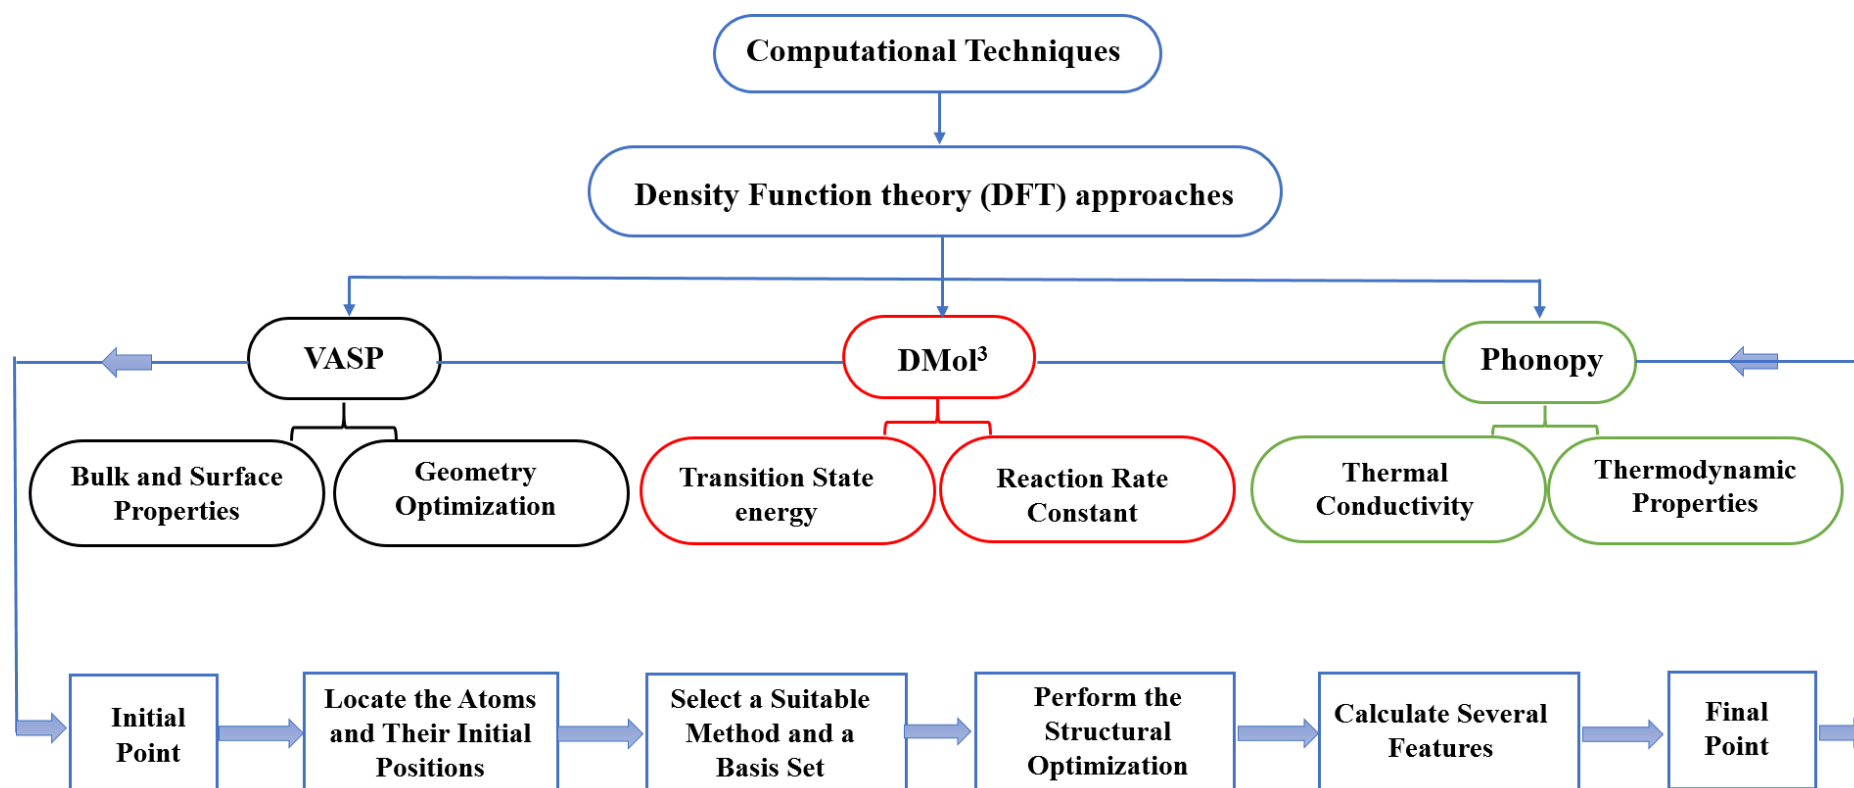 Computational Techniques
Density Function theory (DFT) approaches
VASP
DMol³
Phonopy
Bulk and Surface
Properties
Geometry
Optimization
Transition State
energy
Reaction Rate
Constant
Thermal
Conductivity
Thermodynamic
Properties
Initial
Point
Locate the Atoms
and Their Initial
Positions
Select a Suitable
Method and a
Basis Set
Perform the
Structural
Optimization
Calculate Several
Features
Final
Point